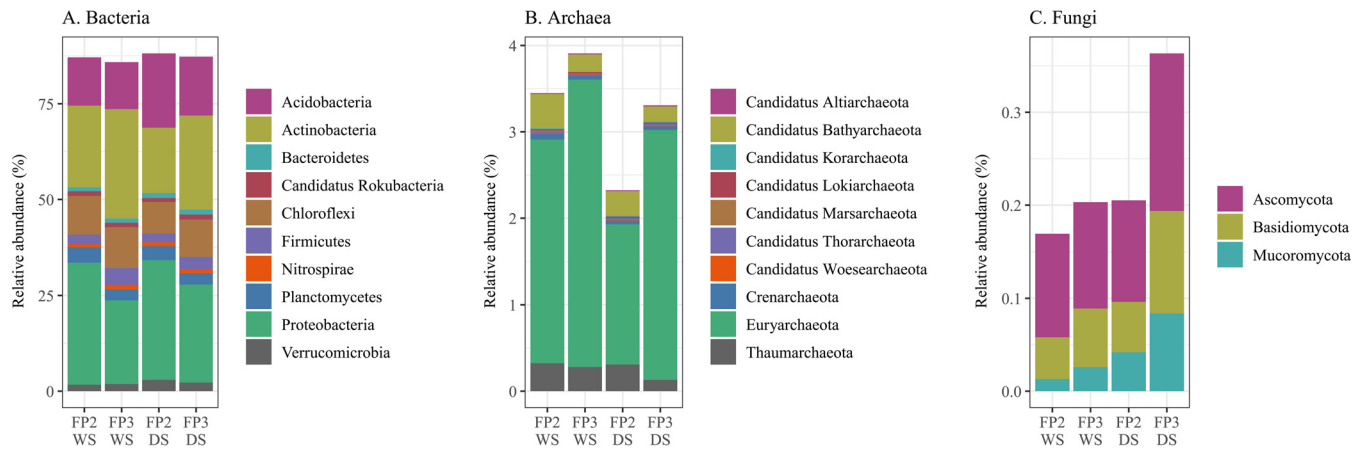 A. Bacteria
Relative abundance (%)
75
50
25
0
FP2 FP3 FP2 FP3
WS WS DS DS
Acidobacteria
Actinobacteria
Bacteroidetes
Candidatus Rokubacteria
Chloroflexi
Firmicutes
Nitrospirae
Planctomycetes
Proteobacteria
Verrucomicrobia
B. Archaea
Relative abundance (%)
4
3
2
1
0
FP2 FP3 FP2 FP3
WS WS DS DS
Candidatus Altiarchaeota
Candidatus Bathyarchaeota
Candidatus Korarchaeota
Candidatus Lokiarchaeota
Candidatus Marsarchaeota
Candidatus Thorarchaeota
Candidatus Woesearchaeota
Crenarchaeota
Euryarchaeota
Thaumarchaeota
C. Fungi
Relative abundance (%)
0.3
0.2
0.1
0.0
FP2 FP3 FP2 FP3
WS WS DS DS
Ascomycota
Basidiomycota
Mucoromycota